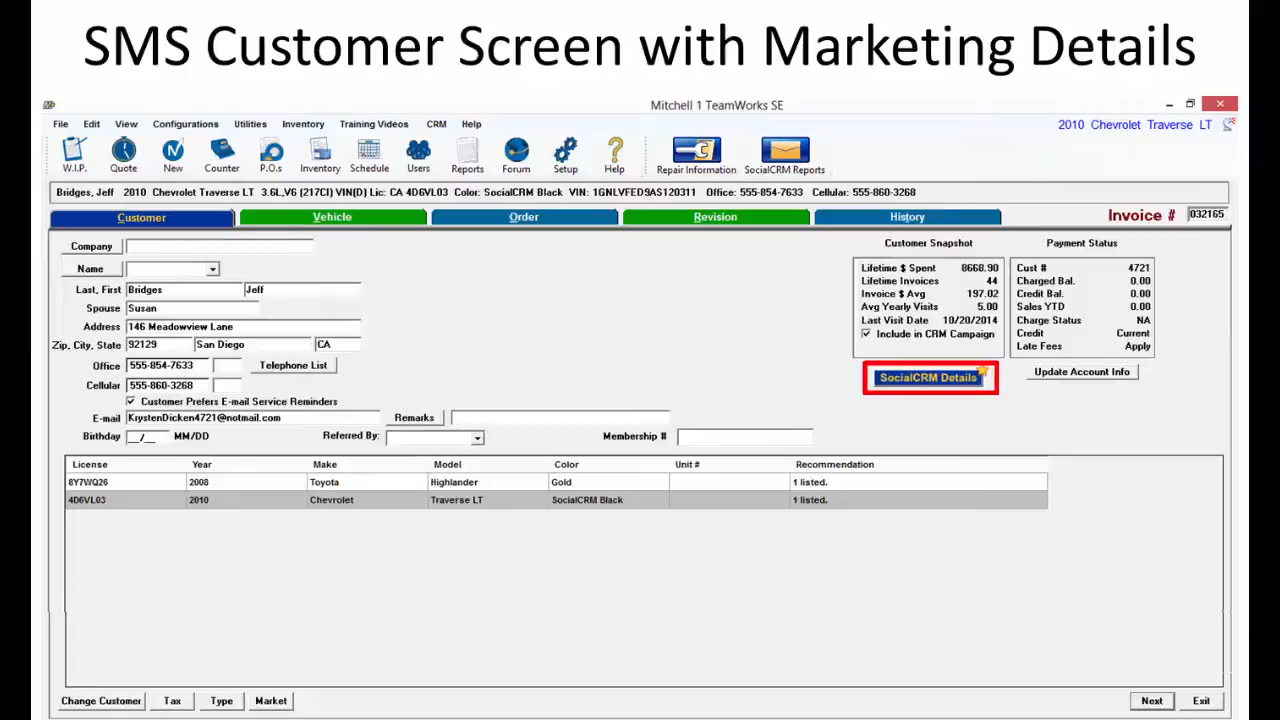 SMS Customer Screen with Marketing Details
Mitchell 1 TeamWorks SE
File Edit View Configurations Utilities Inventory Training Videos CRM Help
2010 Chevrolet Traverse LT
W.I.P. Quote New Counter P.O.s Inventory Schedule Users Reports Forum Setup Help Repair Information SocialCRM Reports
Bridges, Jeff 2010 Chevrolet Traverse LT 3.6L,V6 (217CI) VIN(D) Lic: CA 4D6VL03 Color: SocialCRM Black VIN: 1GNLVFED9AS120311 Office: 555-854-7633 Cellular: 555-860-3268
Customer Vehicle Order Revision History Invoice # 032165
Company
Name
Last, First Bridges Jeff
Spouse Susan
Address 146 Meadowview Lane
Zip, City, State 92129 San Diego CA
Office 555-854-7633 Telephone List
Cellular 555-860-3268
Customer Prefers E-mail Service Reminders
E-mail KrystenDicken4721@notmail.com Remarks
Birthday __/__ MM/DD Referred By: Membership #
Customer Snapshot
Lifetime $ Spent 8668.90
Lifetime Invoices 44
Invoice $ Avg 197.02
Avg Yearly Visits 5.00
Last Visit Date 10/20/2014
Include in CRM Campaign
SocialCRM Details
Payment Status
Cust # 4721
Charged Bal. 0.00
Credit Bal. 0.00
Sales YTD 0.00
Charge Status NA
Credit Current
Late Fees Apply
Update Account Info
License Year Make Model Color Unit # Recommendation
8Y7WQ26 2008 Toyota Highlander Gold 1 listed.
4D6VL03 2010 Chevrolet Traverse LT SocialCRM Black 1 listed.
Change Customer Tax Type Market Next Exit